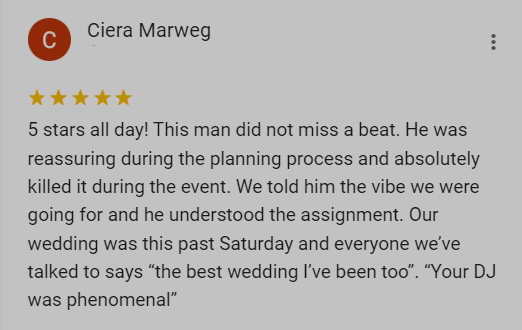 C
Ciera Marweg
5 stars all day! This man did not miss a beat. He was
reassuring during the planning process and absolutely
killed it during the event. We told him the vibe we were
going for and he understood the assignment. Our
wedding was this past Saturday and everyone we’ve
talked to says “the best wedding I’ve been too”. “Your DJ
was phenomenal”